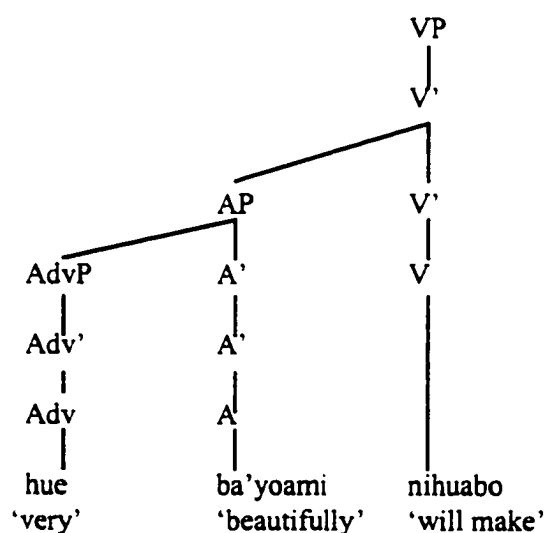 VP
V'
AP V'
AdvP A' V
Adv' A'
Adv A
hue ba'yoami nihuabo
'very' 'beautifully' 'will make'